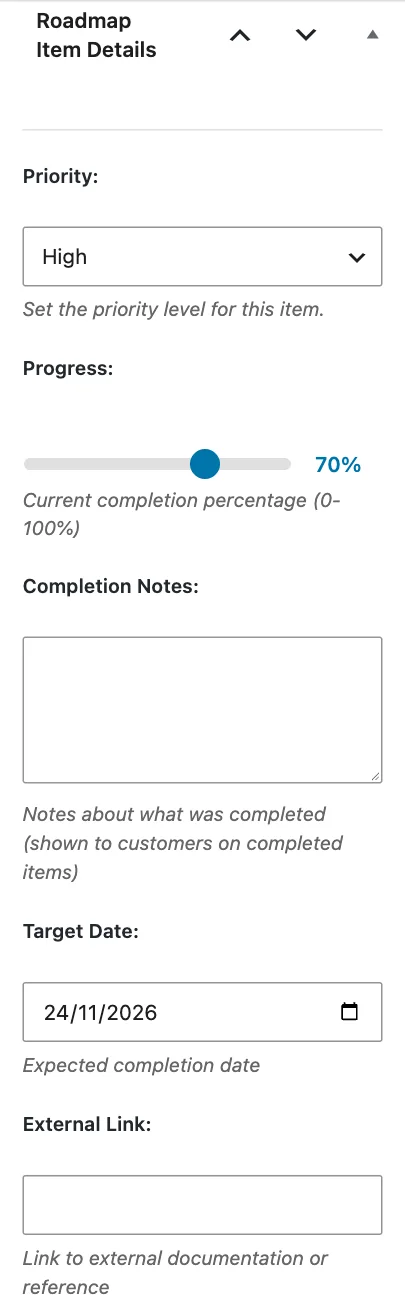 Roadmap
Item Details
Priority:
High
Set the priority level for this item.
Progress:
70%
Current completion percentage (0-
100%)
Completion Notes:
Notes about what was completed
(shown to customers on completed
items)
Target Date:
24/11/2026
Expected completion date
External Link:
Link to external documentation or
reference